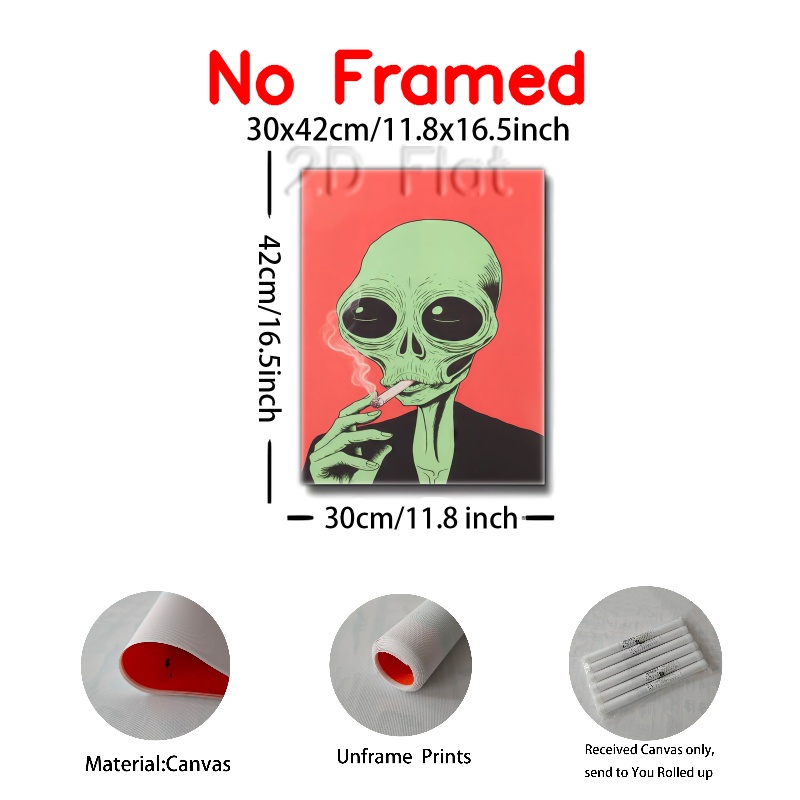 No Framed
30x42cm/11.8x16.5inch
2D Flat
42cm/16.5inch
30cm/11.8 inch
Material:Canvas
Unframe Prints
Received Canvas only,
send to You Rolled up